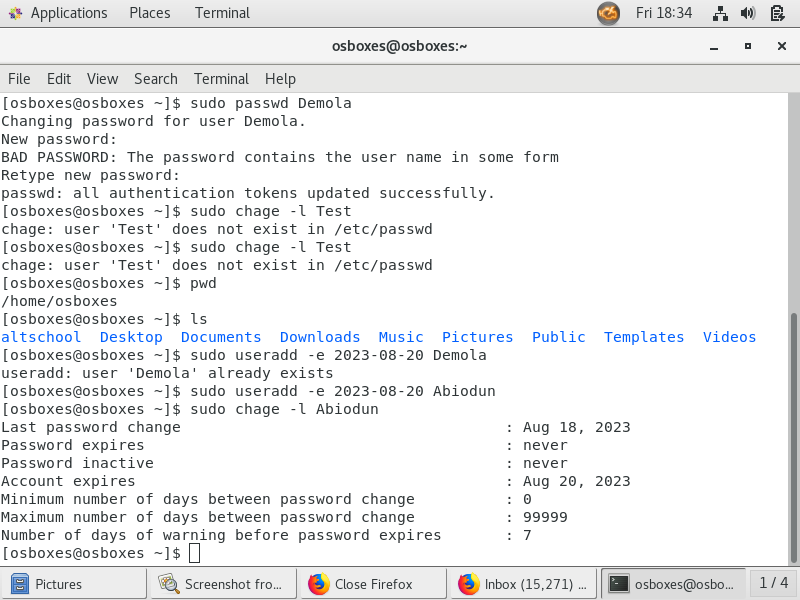 Applications Places Terminal Fri 18:34
osboxes@osboxes:~
File Edit View Search Terminal Help
[osboxes@osboxes ~]$ sudo passwd Demola
Changing password for user Demola.
New password:
BAD PASSWORD: The password contains the user name in some form
Retype new password:
passwd: all authentication tokens updated successfully.
[osboxes@osboxes ~]$ sudo chage -l Test
chage: user 'Test' does not exist in /etc/passwd
[osboxes@osboxes ~]$ sudo chage -l Test
chage: user 'Test' does not exist in /etc/passwd
[osboxes@osboxes ~]$ pwd
/home/osboxes
[osboxes@osboxes ~]$ ls
altschool Desktop Documents Downloads Music Pictures Public Templates Videos
[osboxes@osboxes ~]$ sudo useradd -e 2023-08-20 Demola
useradd: user 'Demola' already exists
[osboxes@osboxes ~]$ sudo useradd -e 2023-08-20 Abiodun
[osboxes@osboxes ~]$ sudo chage -l Abiodun
Last password change : Aug 18, 2023
Password expires : never
Password inactive : never
Account expires : Aug 20, 2023
Minimum number of days between password change : 0
Maximum number of days between password change : 99999
Number of days of warning before password expires : 7
[osboxes@osboxes ~]$
Pictures Screenshot fro... Close Firefox Inbox (15,271) ... osboxes@osbo... 1 / 4